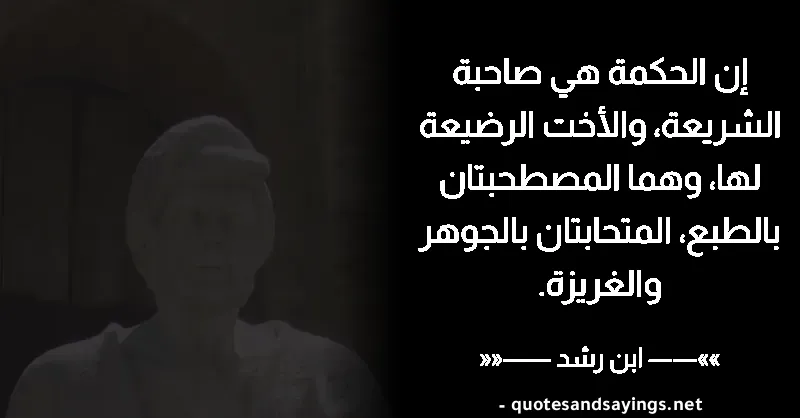 إن الحكمة هي صاحبة
الشريعة، والأخت الرضيعة
لها، وهما المصطحبتان
بالطبع، المتحابتان بالجوهر
والغريزة.
»»—— ابن رشد ——««
- quotesandsayings.net